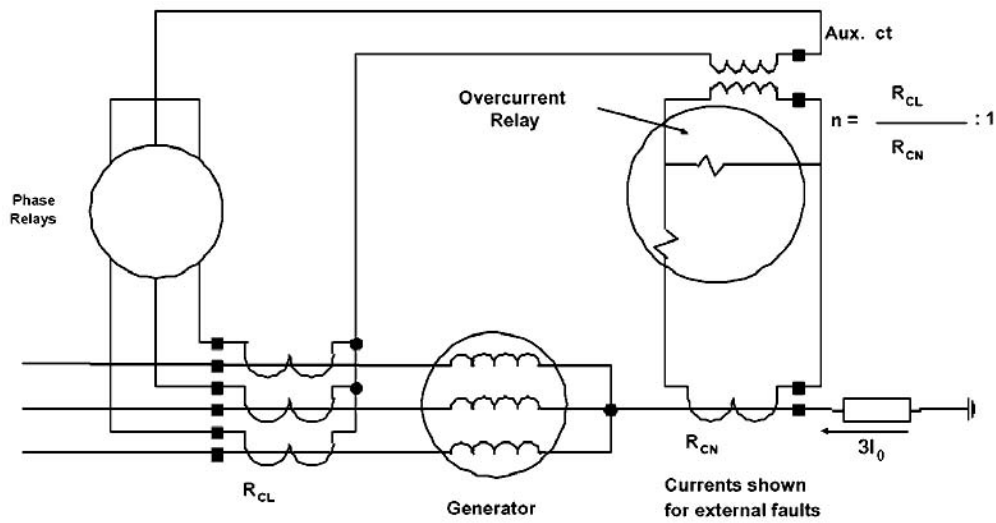 Aux. ct
Overcurrent
Relay
n = R_CL / R_CN : 1
Phase
Relays
R_CL
Generator
R_CN
3I_0
Currents shown
for external faults